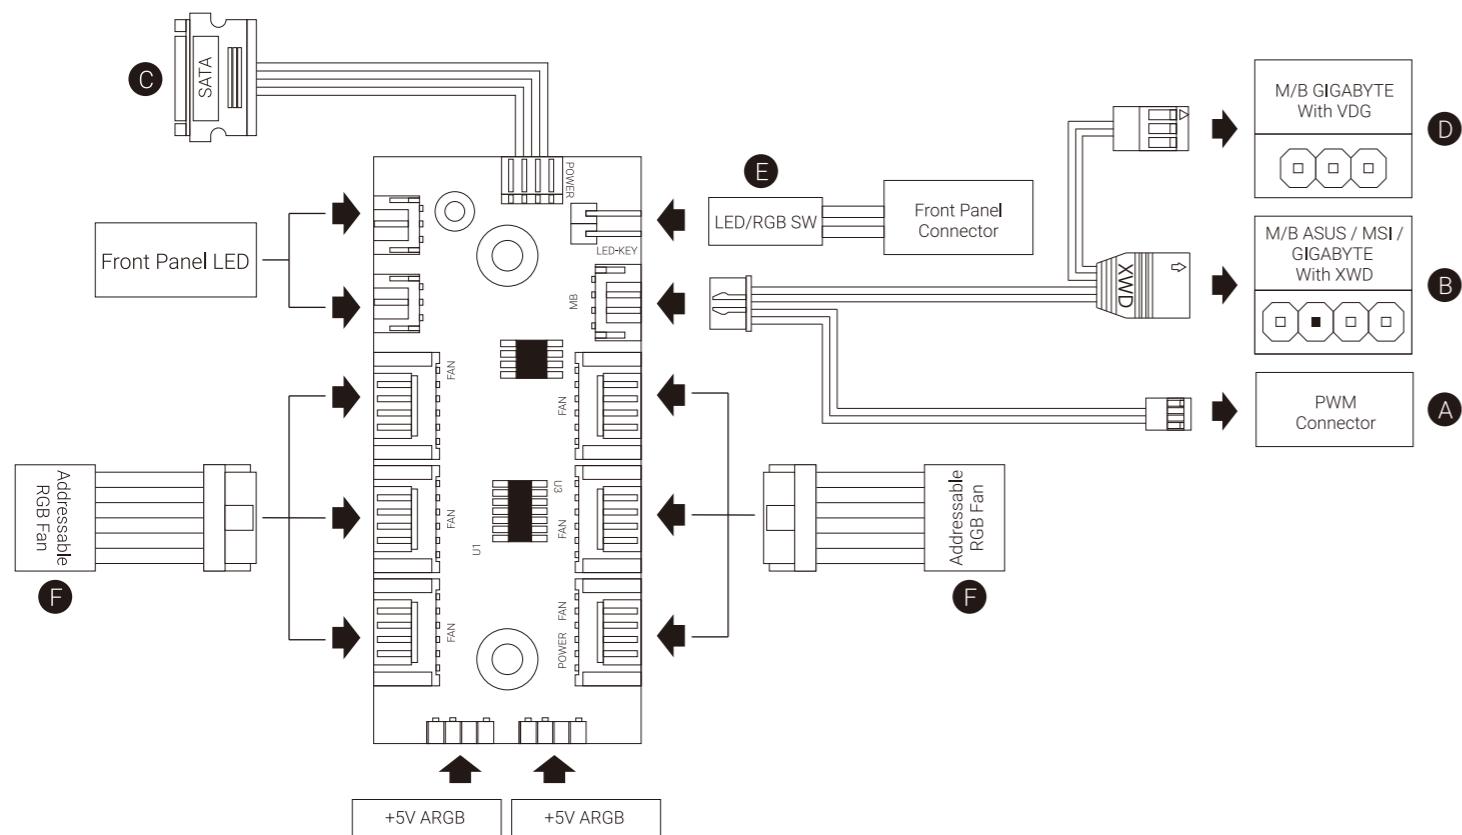 C
SATA
POWER
LED-KEY
MB
Front Panel LED
E
LED/RGB SW
Front Panel
Connector
M/B GIGABYTE
With VDG
D
M/B ASUS / MSI /
GIGABYTE
With XWD
B
XWD
PWM
Connector
A
FAN
FAN
FAN
FAN
FAN
FAN
POWER
U3
U1
Addressable
RGB Fan
F
Addressable
RGB Fan
F
+5V ARGB
+5V ARGB